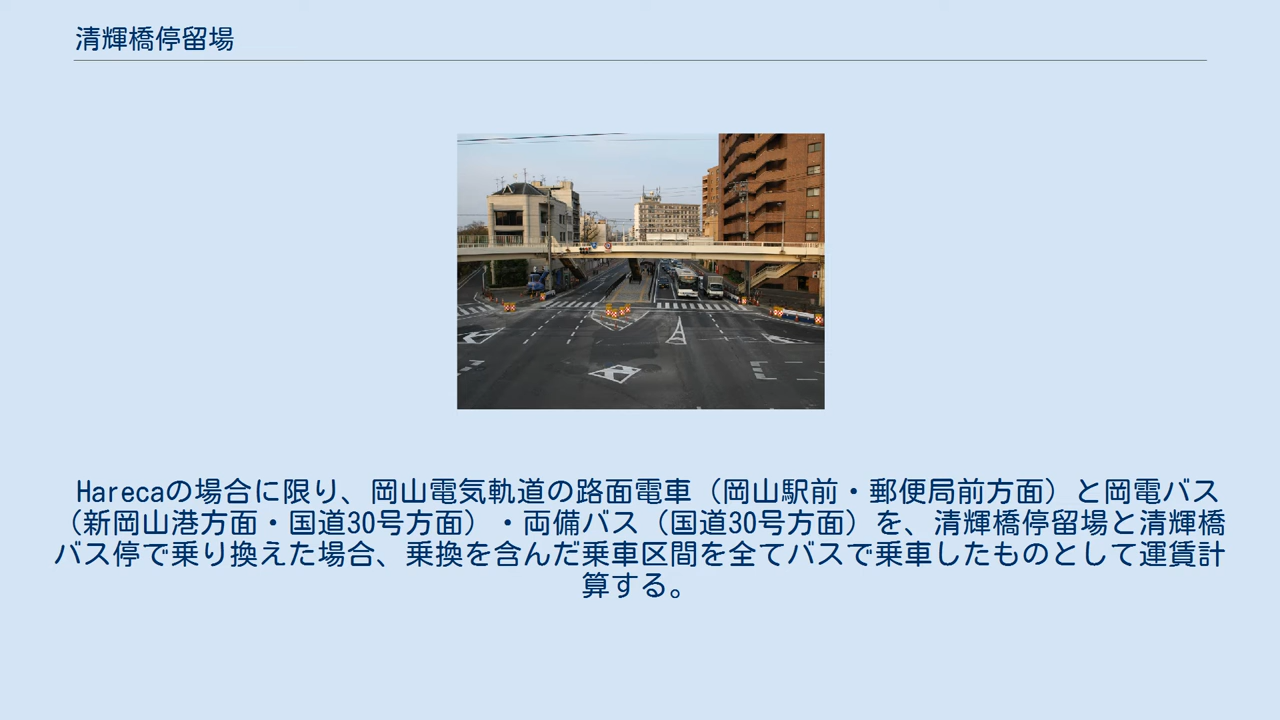 清輝橋停留場
Harecaの場合に限り、岡山電気軌道の路面電車（岡山駅前・郵便局前方面）と岡電バス
（新岡山港方面・国道30号方面）・両備バス（国道30号方面）を、清輝橋停留場と清輝橋
バス停で乗り換えた場合、乗換を含んだ乗車区間を全てバスで乗車したものとして運賃計
算する。